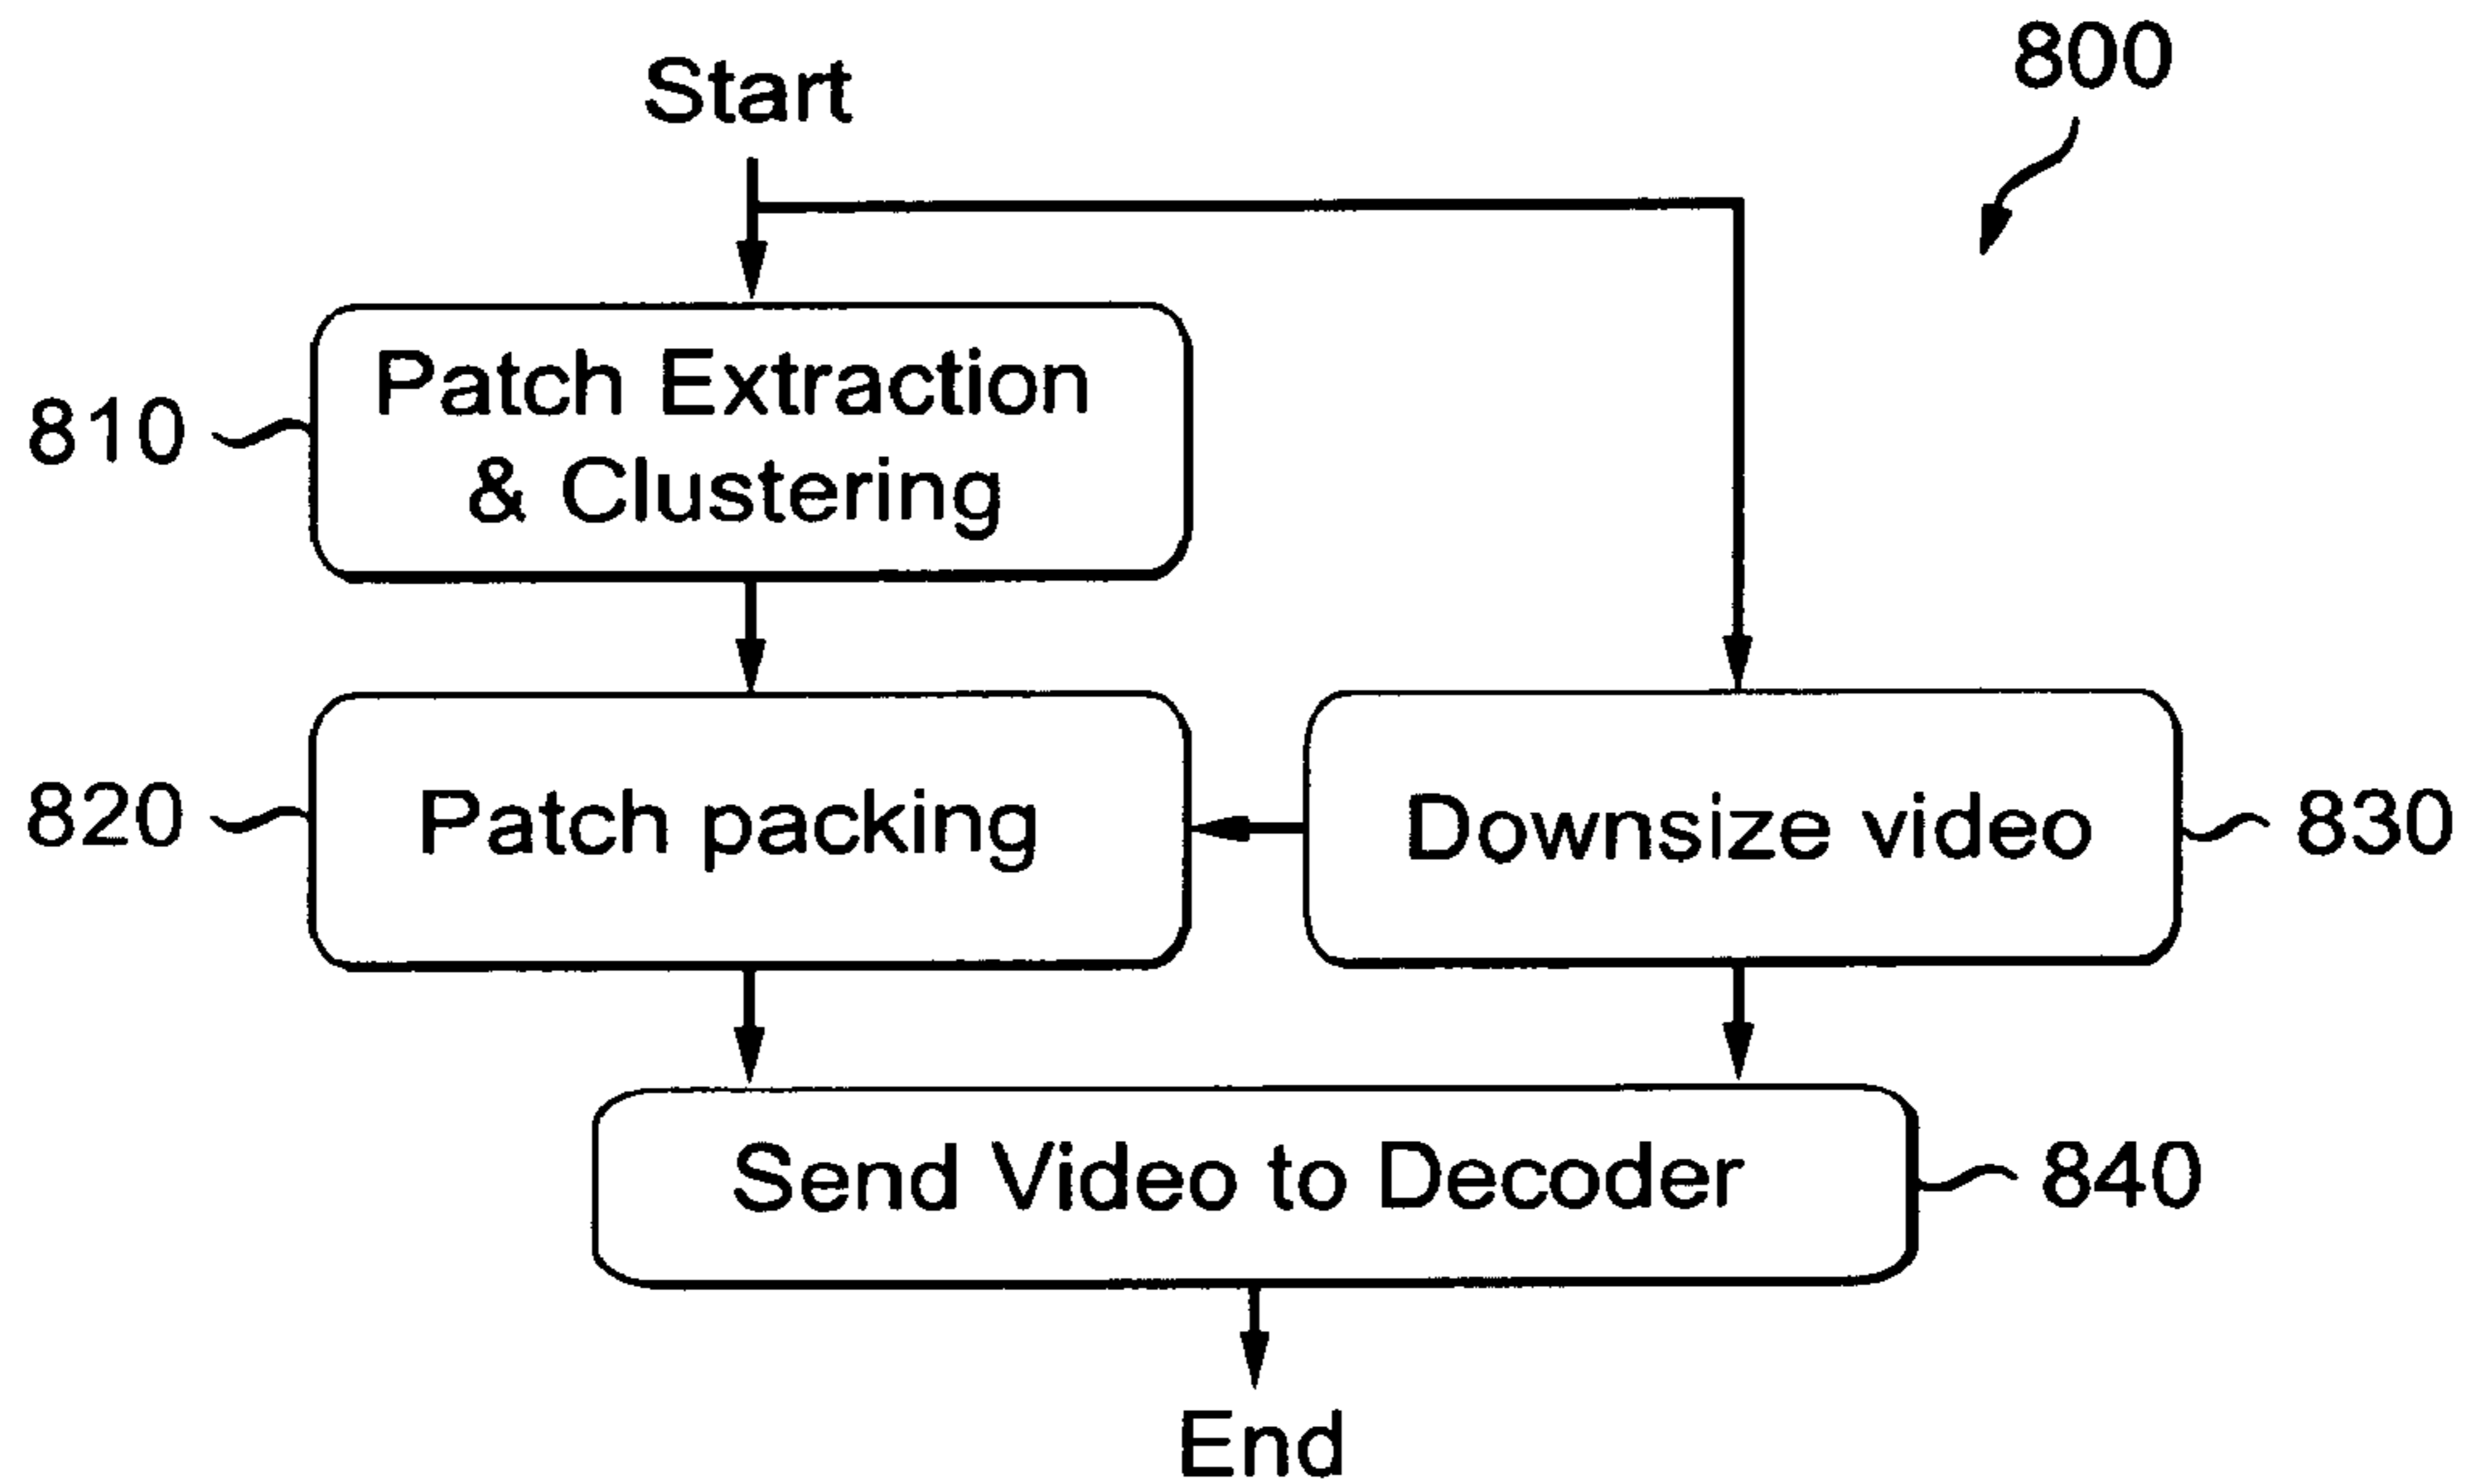 Start
800
810
Patch Extraction
& Clustering
820
Patch packing
Downsize video
830
Send Video to Decoder
840
End